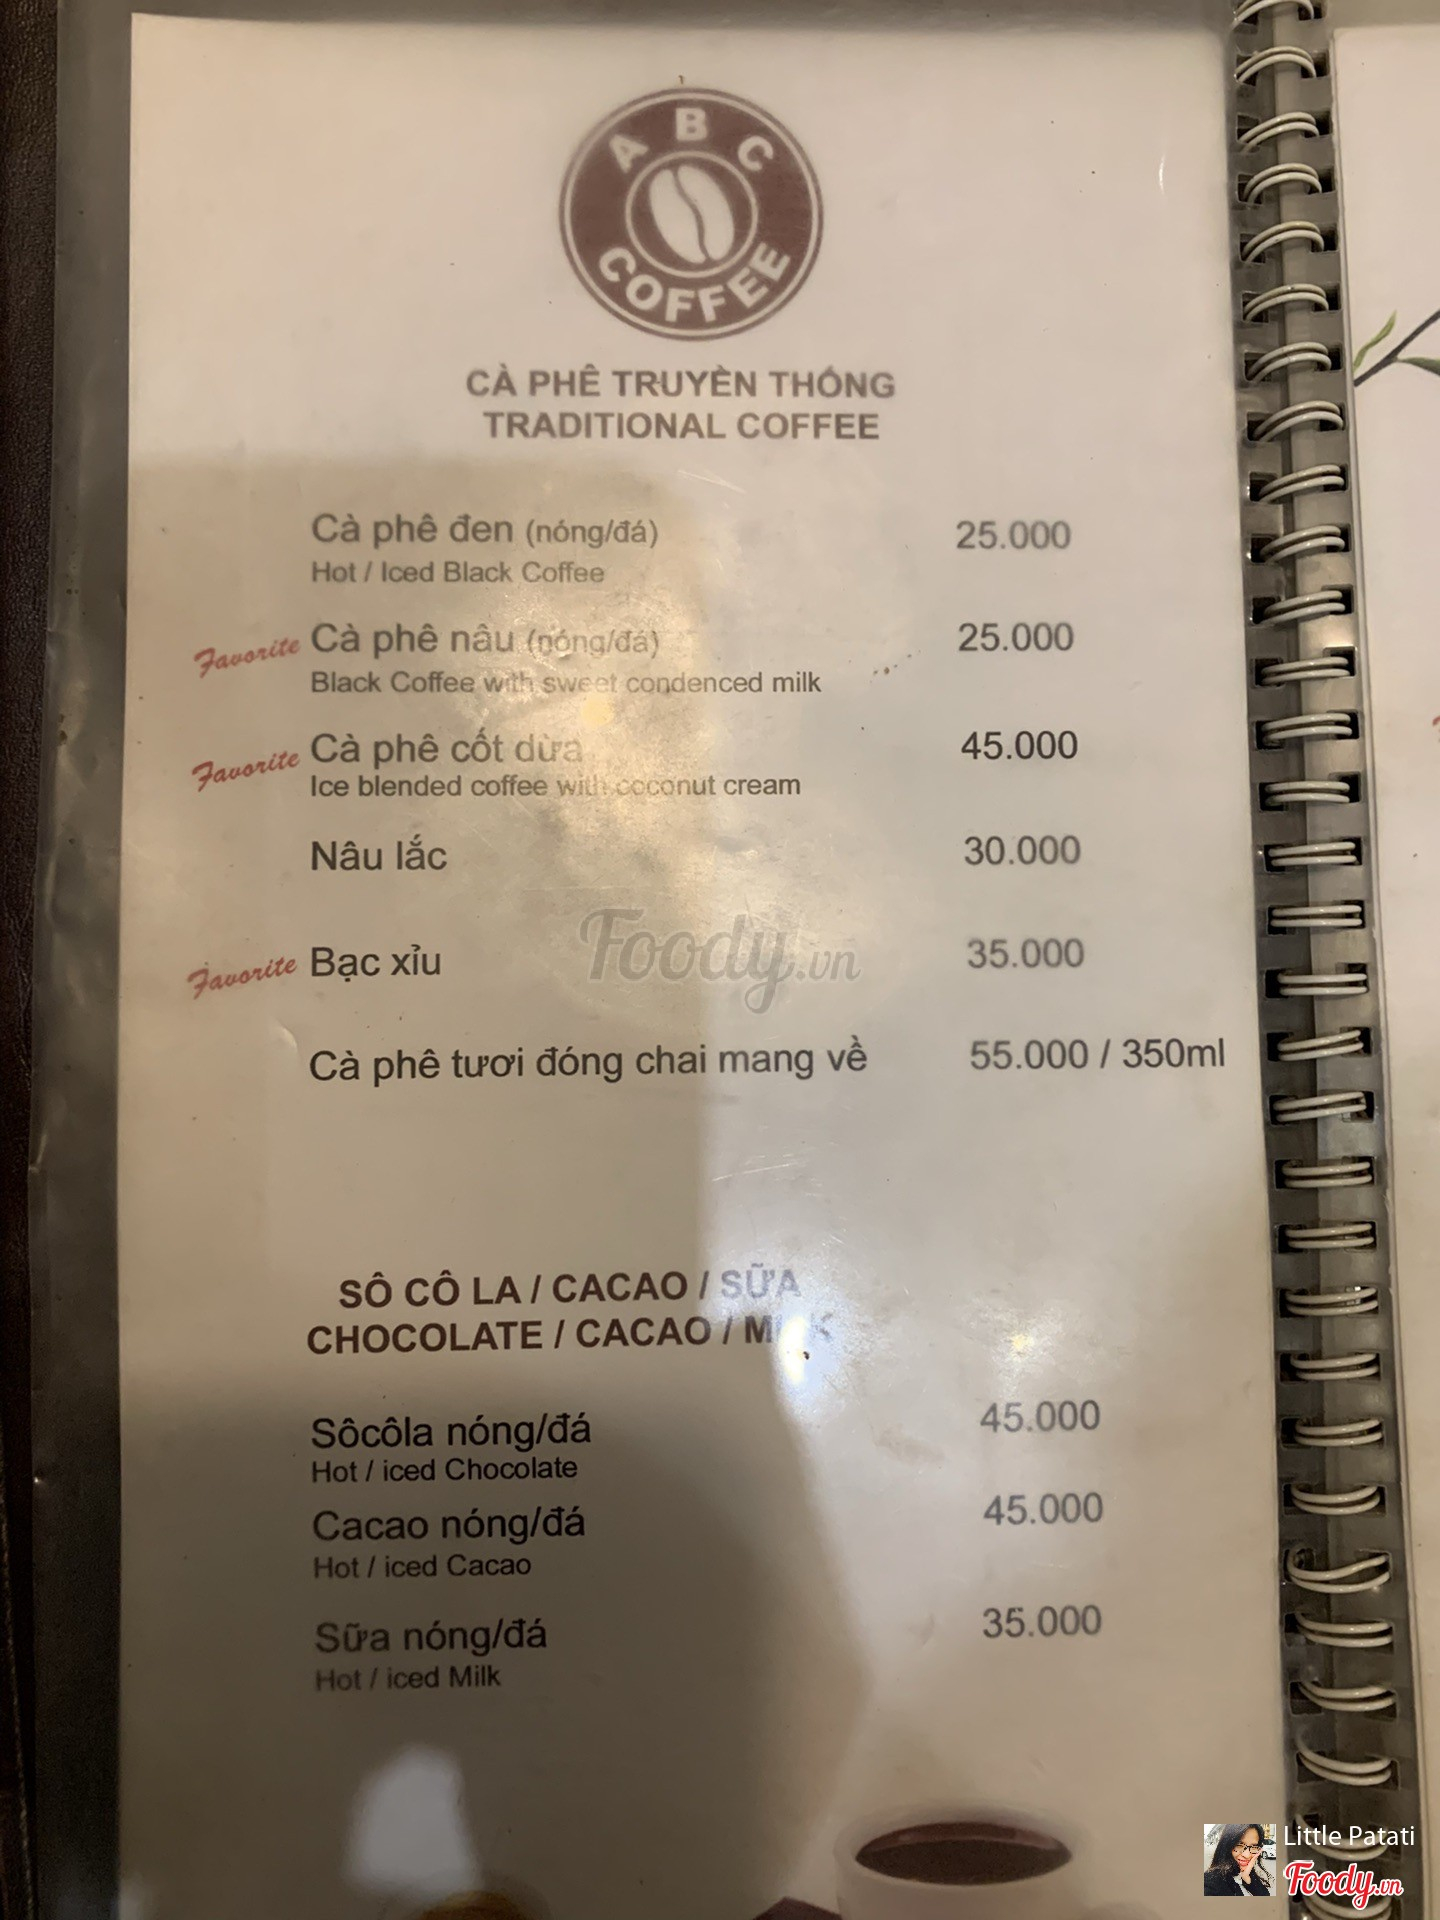 ABC
COFFEE
CÀ PHÊ TRUYỀN THỐNG
TRADITIONAL COFFEE
Cà phê đen (nóng/đá) 25.000
Hot / Iced Black Coffee
Favorite Cà phê nâu (nóng/đá) 25.000
Black Coffee with sweet condenced milk
Favorite Cà phê cốt dừa 45.000
Ice blended coffee with coconut cream
Nâu lắc 30.000
Favorite Bạc xỉu 35.000
Foody.vn
Cà phê tươi đóng chai mang về 55.000 / 350ml
SÔ CÔ LA / CACAO / SỮA
CHOCOLATE / CACAO / MILK
Sôcôla nóng/đá 45.000
Hot / iced Chocolate
Cacao nóng/đá 45.000
Hot / iced Cacao
Sữa nóng/đá 35.000
Hot / iced Milk
Little Patati
Foody.vn